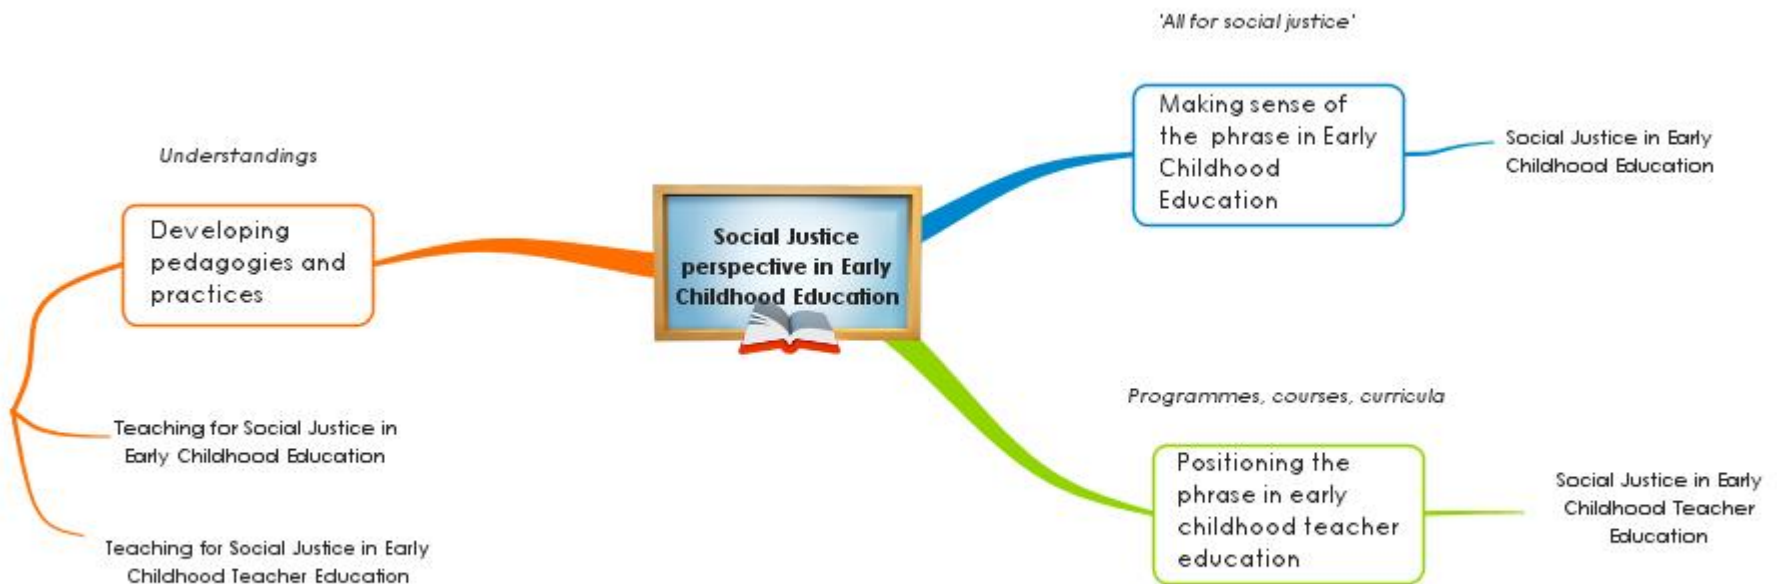 'All for social justice'
Making sense of
the phrase in Early
Childhood
Education
Social Justice in Early
Childhood Education
Understandings
Developing
pedagogies and
practices
Social Justice
perspective in Early
Childhood Education
Programmes, courses, curricula
Positioning the
phrase in early
childhood teacher
education
Social Justice in Early
Childhood Teacher
Education
Teaching for Social Justice in
Early Childhood Education
Teaching for Social Justice in Early
Childhood Teacher Education